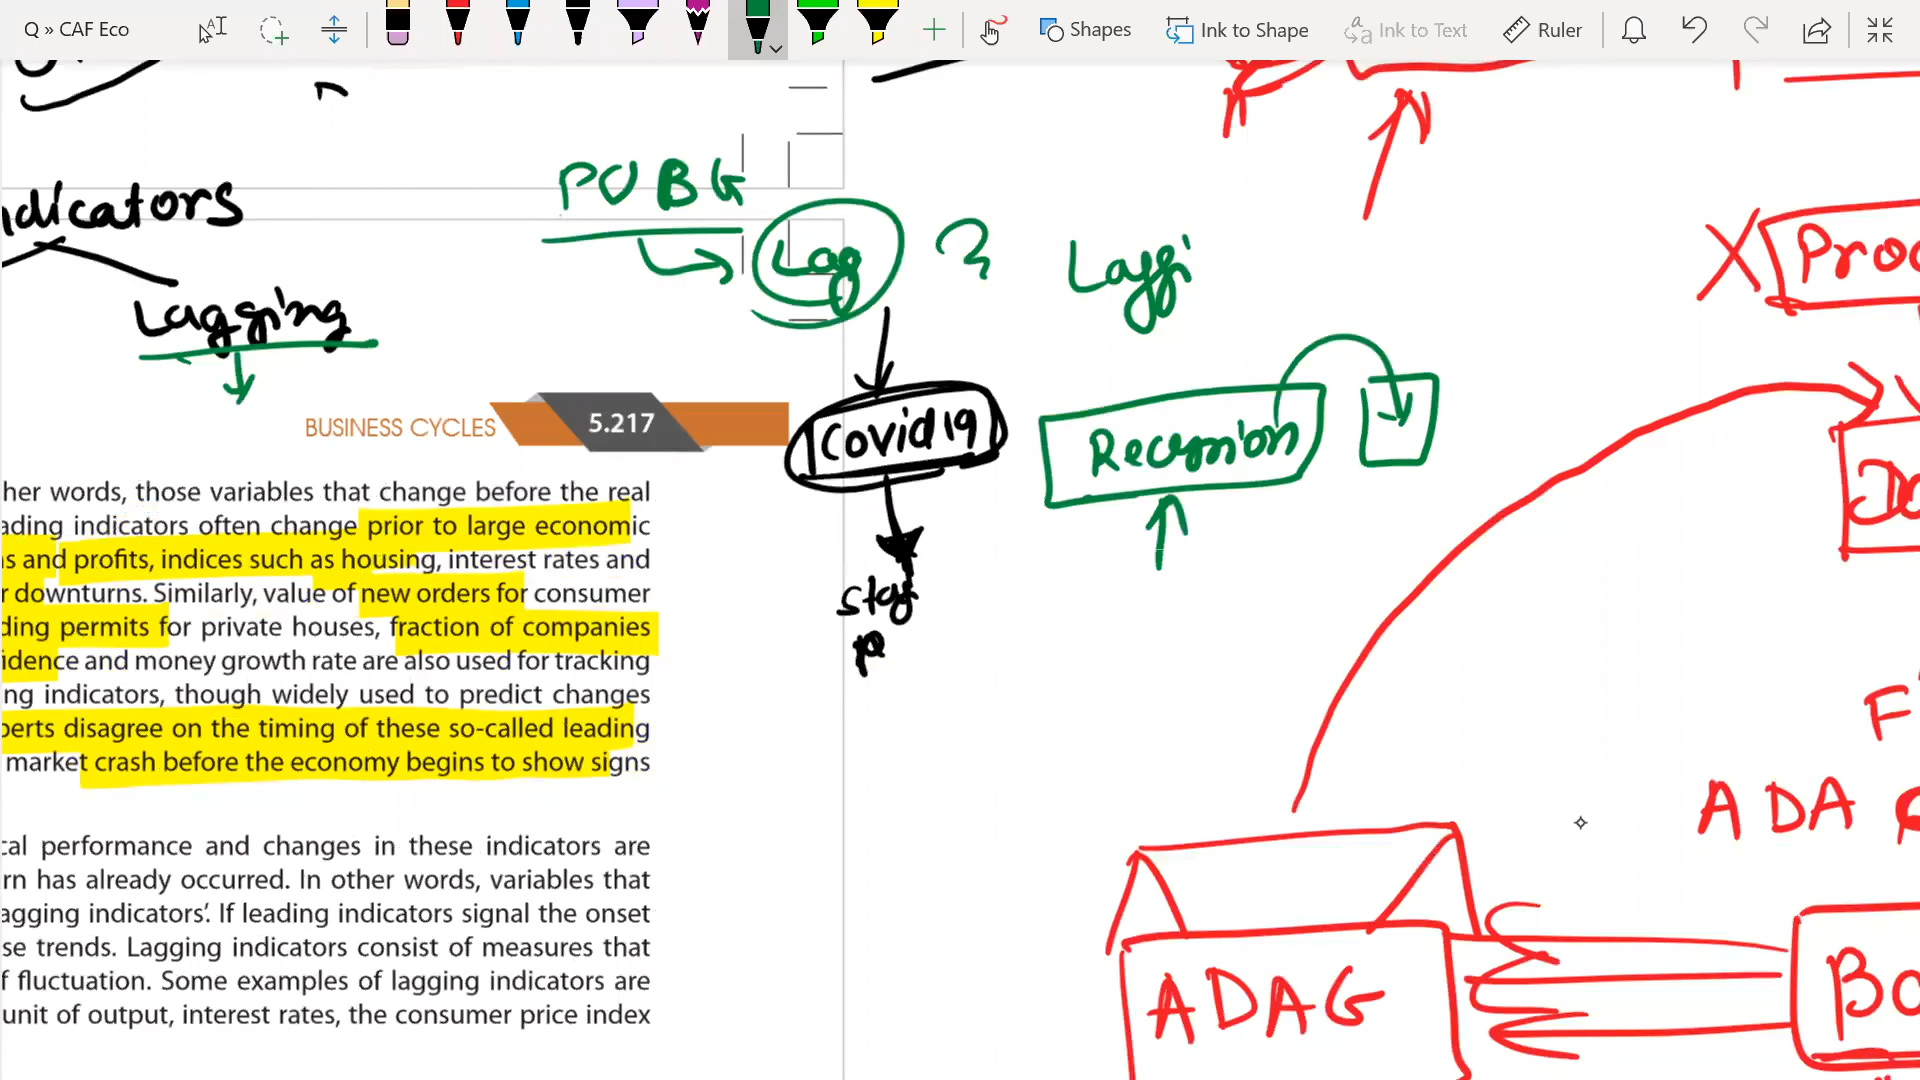 Q » CAF Eco
Shapes
Ink to Shape
Ink to Text
Ruler
ndicators
Lagging
PUBG
Lag
?
Laggi
Covid19
Recession
BUSINESS CYCLES
5.217
her words, those variables that change before the real
ading indicators often change prior to large economic
s and profits, indices such as housing, interest rates and
r downturns. Similarly, value of new orders for consumer
ding permits for private houses, fraction of companies
idence and money growth rate are also used for tracking
ng indicators, though widely used to predict changes
perts disagree on the timing of these so-called leading
market crash before the economy begins to show signs
cal performance and changes in these indicators are
rn has already occurred. In other words, variables that
agging indicators'. If leading indicators signal the onset
se trends. Lagging indicators consist of measures that
f fluctuation. Some examples of lagging indicators are
unit of output, interest rates, the consumer price index
X Proc
F
ADA
ADAG
Ba